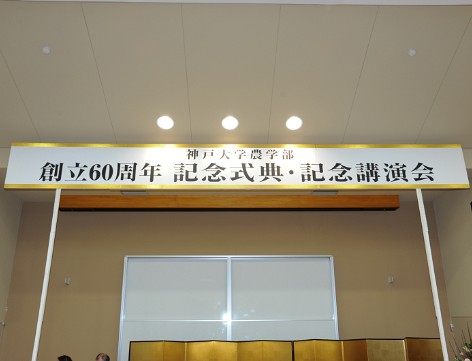 神戸大学農学部
創立60周年 記念式典・記念講演会